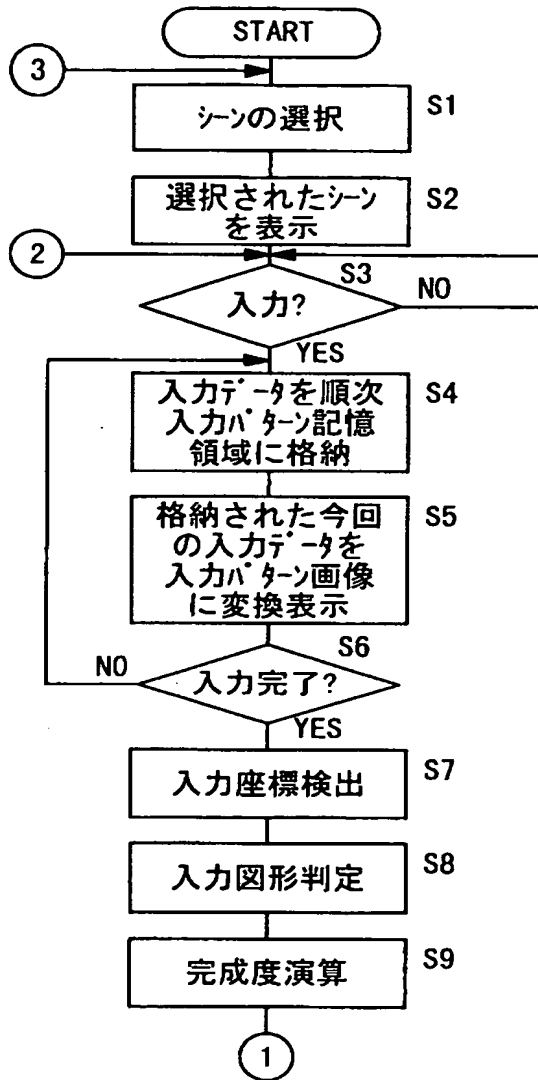 START
3
シーンの選択
S1
選択されたシーン
を表示
S2
2
S3
入力?
NO
YES
入力データを順次
入力パターン記憶
領域に格納
S4
格納された今回
の入力データを
入力パターン画像
に変換表示
S5
S6
NO
入力完了?
YES
入力座標検出
S7
入力図形判定
S8
完成度演算
S9
1